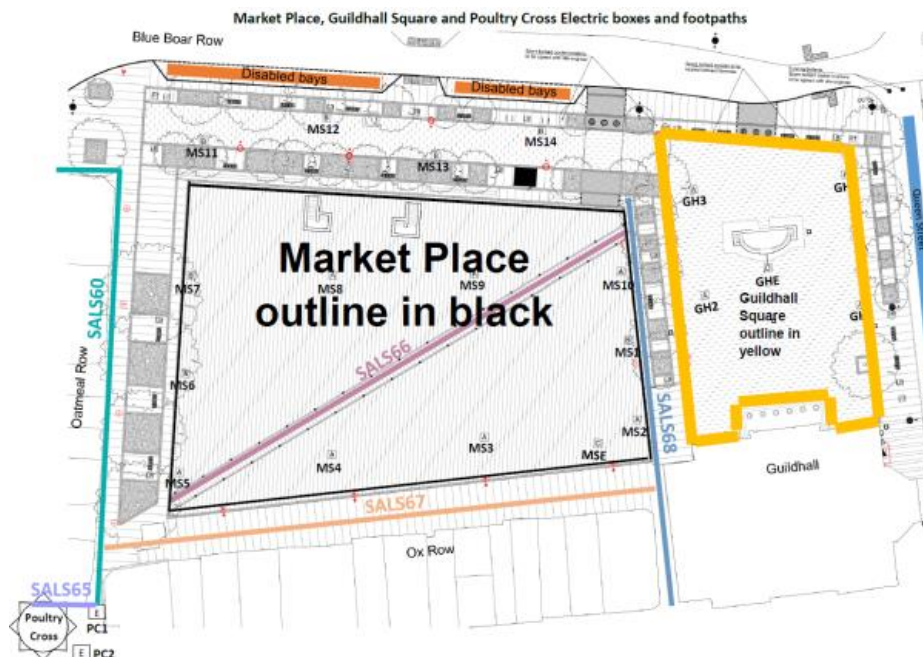 Market Place, Guildhall Square and Poultry Cross Electric boxes and footpaths
Blue Boar Row
Disabled bays
Disabled bays
MS12
MS14
MS11
MS13
GH3
GH
SALS60
Market Place
outline in black
MS7
MS8
MS9
MS10
GHE
GH2
Guildhall
Square
outline in
yellow
GH
SALS66
MS1
Oatmeal Row
MS6
SALS68
MS2
MS3
MSE
MS4
MS5
Guildhall
SALS67
Ox Row
SALS65
Poultry
Cross
E
PC1
E
PC2